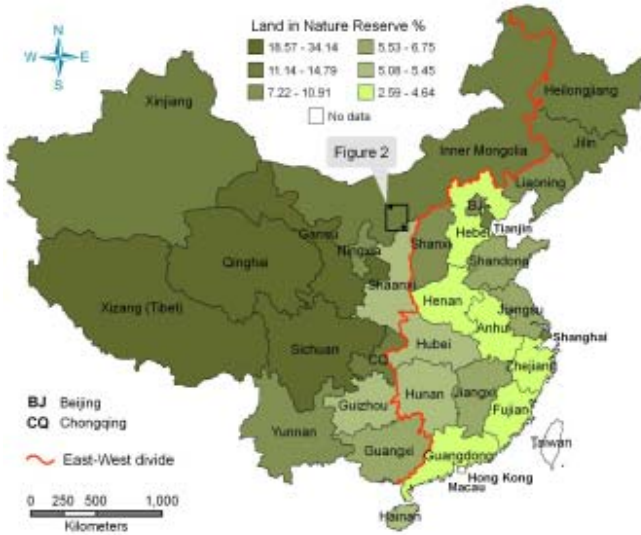 Land in Nature Reserve %
18.57 - 34.14
5.53 - 6.75
11.14 - 14.79
5.08 - 5.45
7.22 - 10.91
2.59 - 4.64
No data
N
W
E
S
Xinjiang
Heilongjiang
Jilin
Inner Mongolia
Figure 2
Liaoning
BJ
Hebei
Tianjin
Gansu
Ningxia
Shanxi
Shandong
Qinghai
Shaanxi
Henan
Jiangsu
Xizang (Tibet)
Anhui
Shanghai
Sichuan
Hubei
CQ
Zhejiang
Hunan
Jiangxi
Guizhou
Fujian
BJ Beijing
CQ Chongqing
Yunnan
Taiwan
Guangxi
Guangdong
East-West divide
Hong Kong
Macau
0 250 500 1,000
Kilometers
Hainan